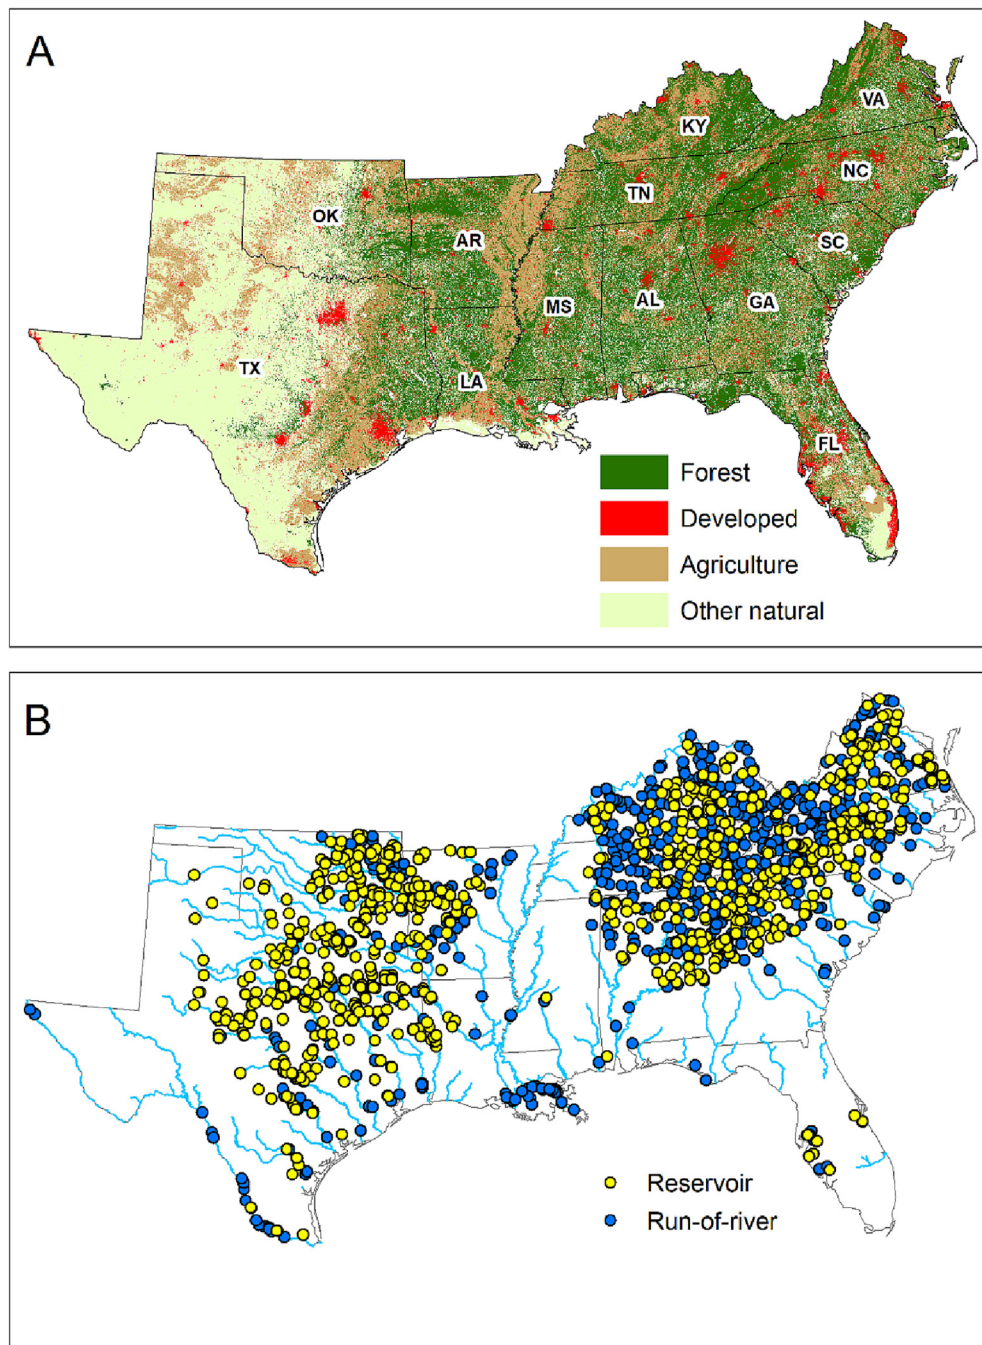 A
VA
KY
NC
TN
OK
AR
SC
MS
AL
GA
TX
LA
FL
Forest
Developed
Agriculture
Other natural
B
Reservoir
Run-of-river